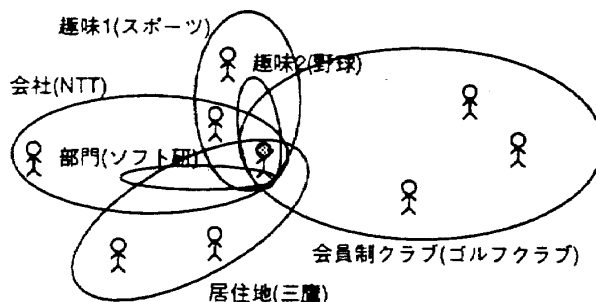 趣味1(スポーツ)
趣味2(野球)
会社(NTT)
部門(ソフト研)
会員制クラブ(ゴルフクラブ)
居住地(三鷹)